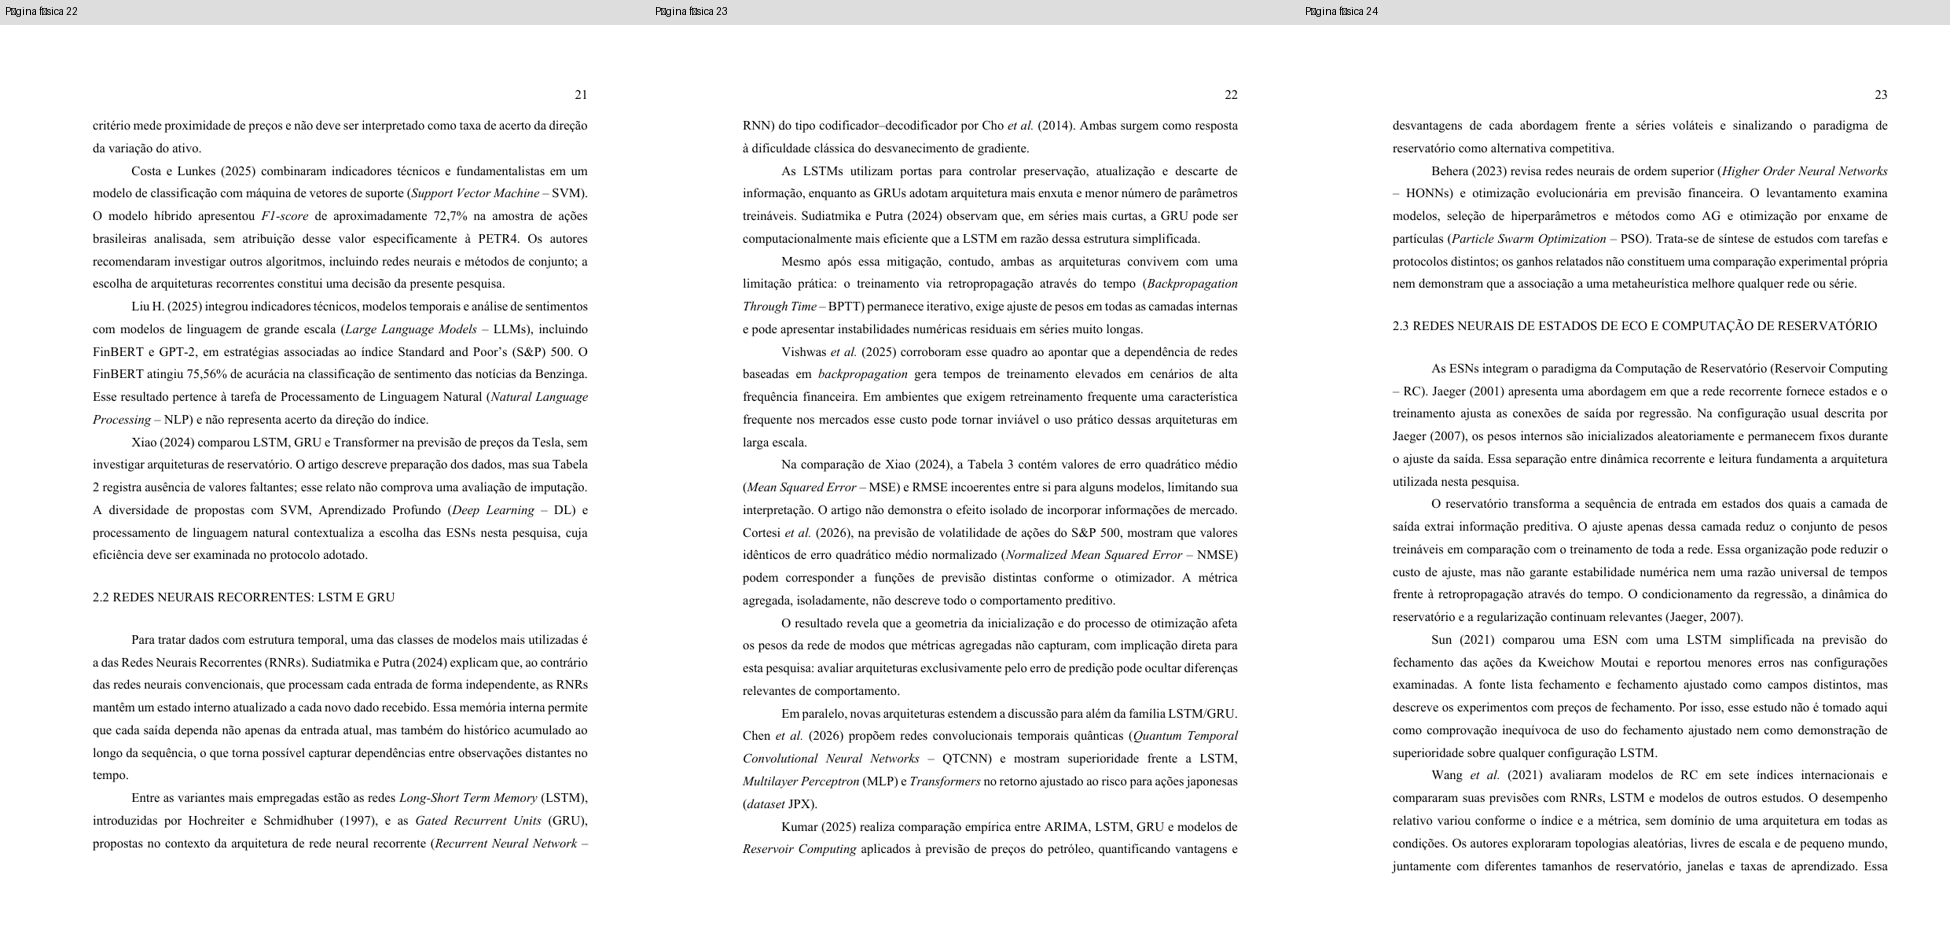 Página física 22
21
critério mede proximidade de preços e não deve ser interpretado como taxa de acerto da direção
da variação do ativo.
Costa e Lunkes (2025) combinaram indicadores técnicos e fundamentalistas em um
modelo de classificação com máquina de vetores de suporte (Support Vector Machine – SVM).
O modelo híbrido apresentou F1-score de aproximadamente 72,7% na amostra de ações
brasileiras analisada, sem atribuição desse valor especificamente à PETR4. Os autores
recomendaram investigar outros algoritmos, incluindo redes neurais e métodos de conjunto; a
escolha de arquiteturas recorrentes constitui uma decisão da presente pesquisa.
Liu H. (2025) integrou indicadores técnicos, modelos temporais e análise de sentimentos
com modelos de linguagem de grande escala (Large Language Models – LLMs), incluindo
FinBERT e GPT-2, em estratégias associadas ao índice Standard and Poor’s (S&P) 500. O
FinBERT atingiu 75,56% de acurácia na classificação de sentimento das notícias da Benzinga.
Esse resultado pertence à tarefa de Processamento de Linguagem Natural (Natural Language
Processing – NLP) e não representa acerto da direção do índice.
Xiao (2024) comparou LSTM, GRU e Transformer na previsão de preços da Tesla, sem
investigar arquiteturas de reservatório. O artigo descreve preparação dos dados, mas sua Tabela
2 registra ausência de valores faltantes; esse relato não comprova uma avaliação de imputação.
A diversidade de propostas com SVM, Aprendizado Profundo (Deep Learning – DL) e
processamento de linguagem natural contextualiza a escolha das ESNs nesta pesquisa, cuja
eficiência deve ser examinada no protocolo adotado.
2.2 REDES NEURAIS RECORRENTES: LSTM E GRU
Para tratar dados com estrutura temporal, uma das classes de modelos mais utilizadas é
a das Redes Neurais Recorrentes (RNRs). Sudiatmika e Putra (2024) explicam que, ao contrário
das redes neurais convencionais, que processam cada entrada de forma independente, as RNRs
mantêm um estado interno atualizado a cada novo dado recebido. Essa memória interna permite
que cada saída dependa não apenas da entrada atual, mas também do histórico acumulado ao
longo da sequência, o que torna possível capturar dependências entre observações distantes no
tempo.
Entre as variantes mais empregadas estão as redes Long-Short Term Memory (LSTM),
introduzidas por Hochreiter e Schmidhuber (1997), e as Gated Recurrent Units (GRU),
propostas no contexto da arquitetura de rede neural recorrente (Recurrent Neural Network –
Página física 23
22
RNN) do tipo codificador–decodificador por Cho et al. (2014). Ambas surgem como resposta
à dificuldade clássica do desvanecimento de gradiente.
As LSTMs utilizam portas para controlar preservação, atualização e descarte de
informação, enquanto as GRUs adotam arquitetura mais enxuta e menor número de parâmetros
treináveis. Sudiatmika e Putra (2024) observam que, em séries mais curtas, a GRU pode ser
computacionalmente mais eficiente que a LSTM em razão dessa estrutura simplificada.
Mesmo após essa mitigação, contudo, ambas as arquiteturas convivem com uma
limitação prática: o treinamento via retropropagação através do tempo (Backpropagation
Through Time – BPTT) permanece iterativo, exige ajuste de pesos em todas as camadas internas
e pode apresentar instabilidades numéricas residuais em séries muito longas.
Vishwas et al. (2025) corroboram esse quadro ao apontar que a dependência de redes
baseadas em backpropagation gera tempos de treinamento elevados em cenários de alta
frequência financeira. Em ambientes que exigem retreinamento frequente uma característica
frequente nos mercados esse custo pode tornar inviável o uso prático dessas arquiteturas em
larga escala.
Na comparação de Xiao (2024), a Tabela 3 contém valores de erro quadrático médio
(Mean Squared Error – MSE) e RMSE incoerentes entre si para alguns modelos, limitando sua
interpretação. O artigo não demonstra o efeito isolado de incorporar informações de mercado.
Cortesi et al. (2026), na previsão de volatilidade de ações do S&P 500, mostram que valores
idênticos de erro quadrático médio normalizado (Normalized Mean Squared Error – NMSE)
podem corresponder a funções de previsão distintas conforme o otimizador. A métrica
agregada, isoladamente, não descreve todo o comportamento preditivo.
O resultado revela que a geometria da inicialização e do processo de otimização afeta
os pesos da rede de modos que métricas agregadas não capturam, com implicação direta para
esta pesquisa: avaliar arquiteturas exclusivamente pelo erro de predição pode ocultar diferenças
relevantes de comportamento.
Em paralelo, novas arquiteturas estendem a discussão para além da família LSTM/GRU.
Chen et al. (2026) propõem redes convolucionais temporais quânticas (Quantum Temporal
Convolutional Neural Networks – QTCNN) e mostram superioridade frente a LSTM,
Multilayer Perceptron (MLP) e Transformers no retorno ajustado ao risco para ações japonesas
(dataset JPX).
Kumar (2025) realiza comparação empírica entre ARIMA, LSTM, GRU e modelos de
Reservoir Computing aplicados à previsão de preços do petróleo, quantificando vantagens e
Página física 24
23
desvantagens de cada abordagem frente a séries voláteis e sinalizando o paradigma de
reservatório como alternativa competitiva.
Behera (2023) revisa redes neurais de ordem superior (Higher Order Neural Networks
– HONNs) e otimização evolucionária em previsão financeira. O levantamento examina
modelos, seleção de hiperparâmetros e métodos como AG e otimização por enxame de
partículas (Particle Swarm Optimization – PSO). Trata-se de síntese de estudos com tarefas e
protocolos distintos; os ganhos relatados não constituem uma comparação experimental própria
nem demonstram que a associação a uma metaheurística melhore qualquer rede ou série.
2.3 REDES NEURAIS DE ESTADOS DE ECO E COMPUTAÇÃO DE RESERVATÓRIO
As ESNs integram o paradigma da Computação de Reservatório (Reservoir Computing
– RC). Jaeger (2001) apresenta uma abordagem em que a rede recorrente fornece estados e o
treinamento ajusta as conexões de saída por regressão. Na configuração usual descrita por
Jaeger (2007), os pesos internos são inicializados aleatoriamente e permanecem fixos durante
o ajuste da saída. Essa separação entre dinâmica recorrente e leitura fundamenta a arquitetura
utilizada nesta pesquisa.
O reservatório transforma a sequência de entrada em estados dos quais a camada de
saída extrai informação preditiva. O ajuste apenas dessa camada reduz o conjunto de pesos
treináveis em comparação com o treinamento de toda a rede. Essa organização pode reduzir o
custo de ajuste, mas não garante estabilidade numérica nem uma razão universal de tempos
frente à retropropagação através do tempo. O condicionamento da regressão, a dinâmica do
reservatório e a regularização continuam relevantes (Jaeger, 2007).
Sun (2021) comparou uma ESN com uma LSTM simplificada na previsão do
fechamento das ações da Kweichow Moutai e reportou menores erros nas configurações
examinadas. A fonte lista fechamento e fechamento ajustado como campos distintos, mas
descreve os experimentos com preços de fechamento. Por isso, esse estudo não é tomado aqui
como comprovação inequívoca de uso do fechamento ajustado nem como demonstração de
superioridade sobre qualquer configuração LSTM.
Wang et al. (2021) avaliaram modelos de RC em sete índices internacionais e
compararam suas previsões com RNRs, LSTM e modelos de outros estudos. O desempenho
relativo variou conforme o índice e a métrica, sem domínio de uma arquitetura em todas as
condições. Os autores exploraram topologias aleatórias, livres de escala e de pequeno mundo,
juntamente com diferentes tamanhos de reservatório, janelas e taxas de aprendizado. Essa